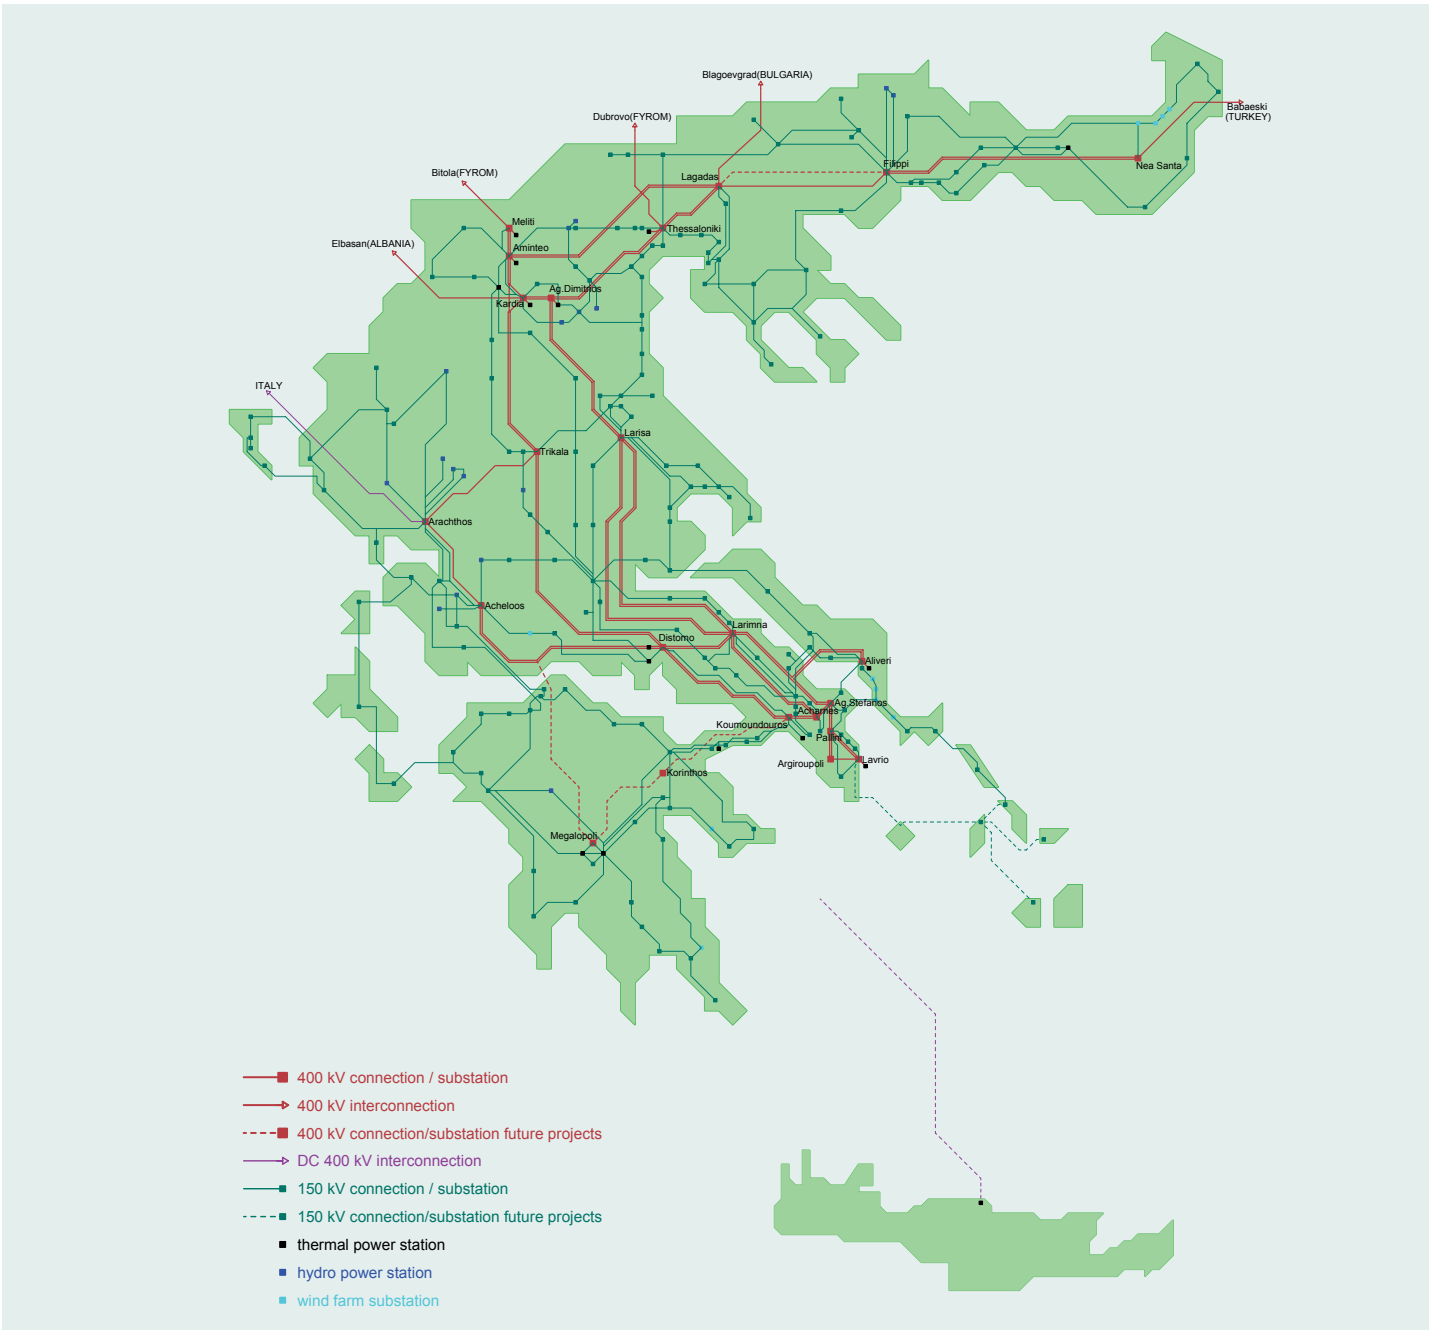 Blagoevgrad(BULGARIA)
Dubrovo(FYROM)
Babaeski
(TURKEY)
Bitola(FYROM)
Filippi
Nea Santa
Lagadas
Meliti
Thessaloniki
Elbasan(ALBANIA)
Aminteo
Ag.Dimitrios
Kardia
ITALY
Larisa
Trikala
Arachthos
Acheloos
Larimna
Distomo
Aliveri
Ag.Stefanos
Acharnes
Koumoundouros
Pallini
Argiroupoli
Lavrio
Korinthos
Megalopoli
400 kV connection / substation
400 kV interconnection
400 kV connection/substation future projects
DC 400 kV interconnection
150 kV connection / substation
150 kV connection/substation future projects
thermal power station
hydro power station
wind farm substation